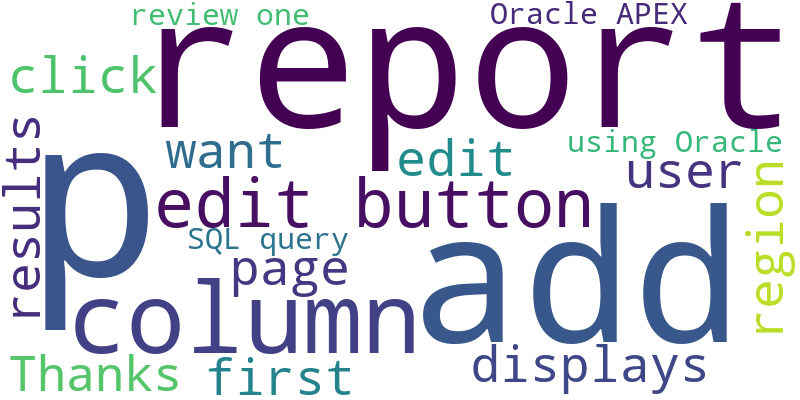 review one
Oracle APEX
report
click
using Oracle
want
edit
user
results
p
edit button
region
SQL query
page
add
column
Thanks
first
displays